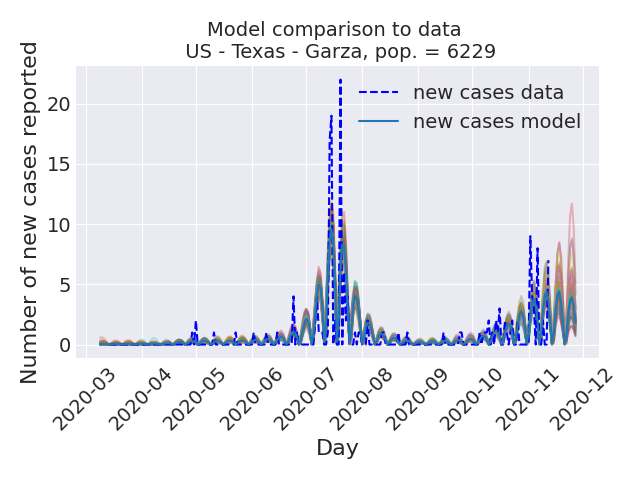 Model comparison to data
US - Texas - Garza, pop. = 6229
Number of new cases reported
20
15
10
5
0
new cases data
new cases model
2020-03
2020-04
2020-05
2020-06
2020-07
2020-08
2020-09
2020-10
2020-11
2020-12
Day